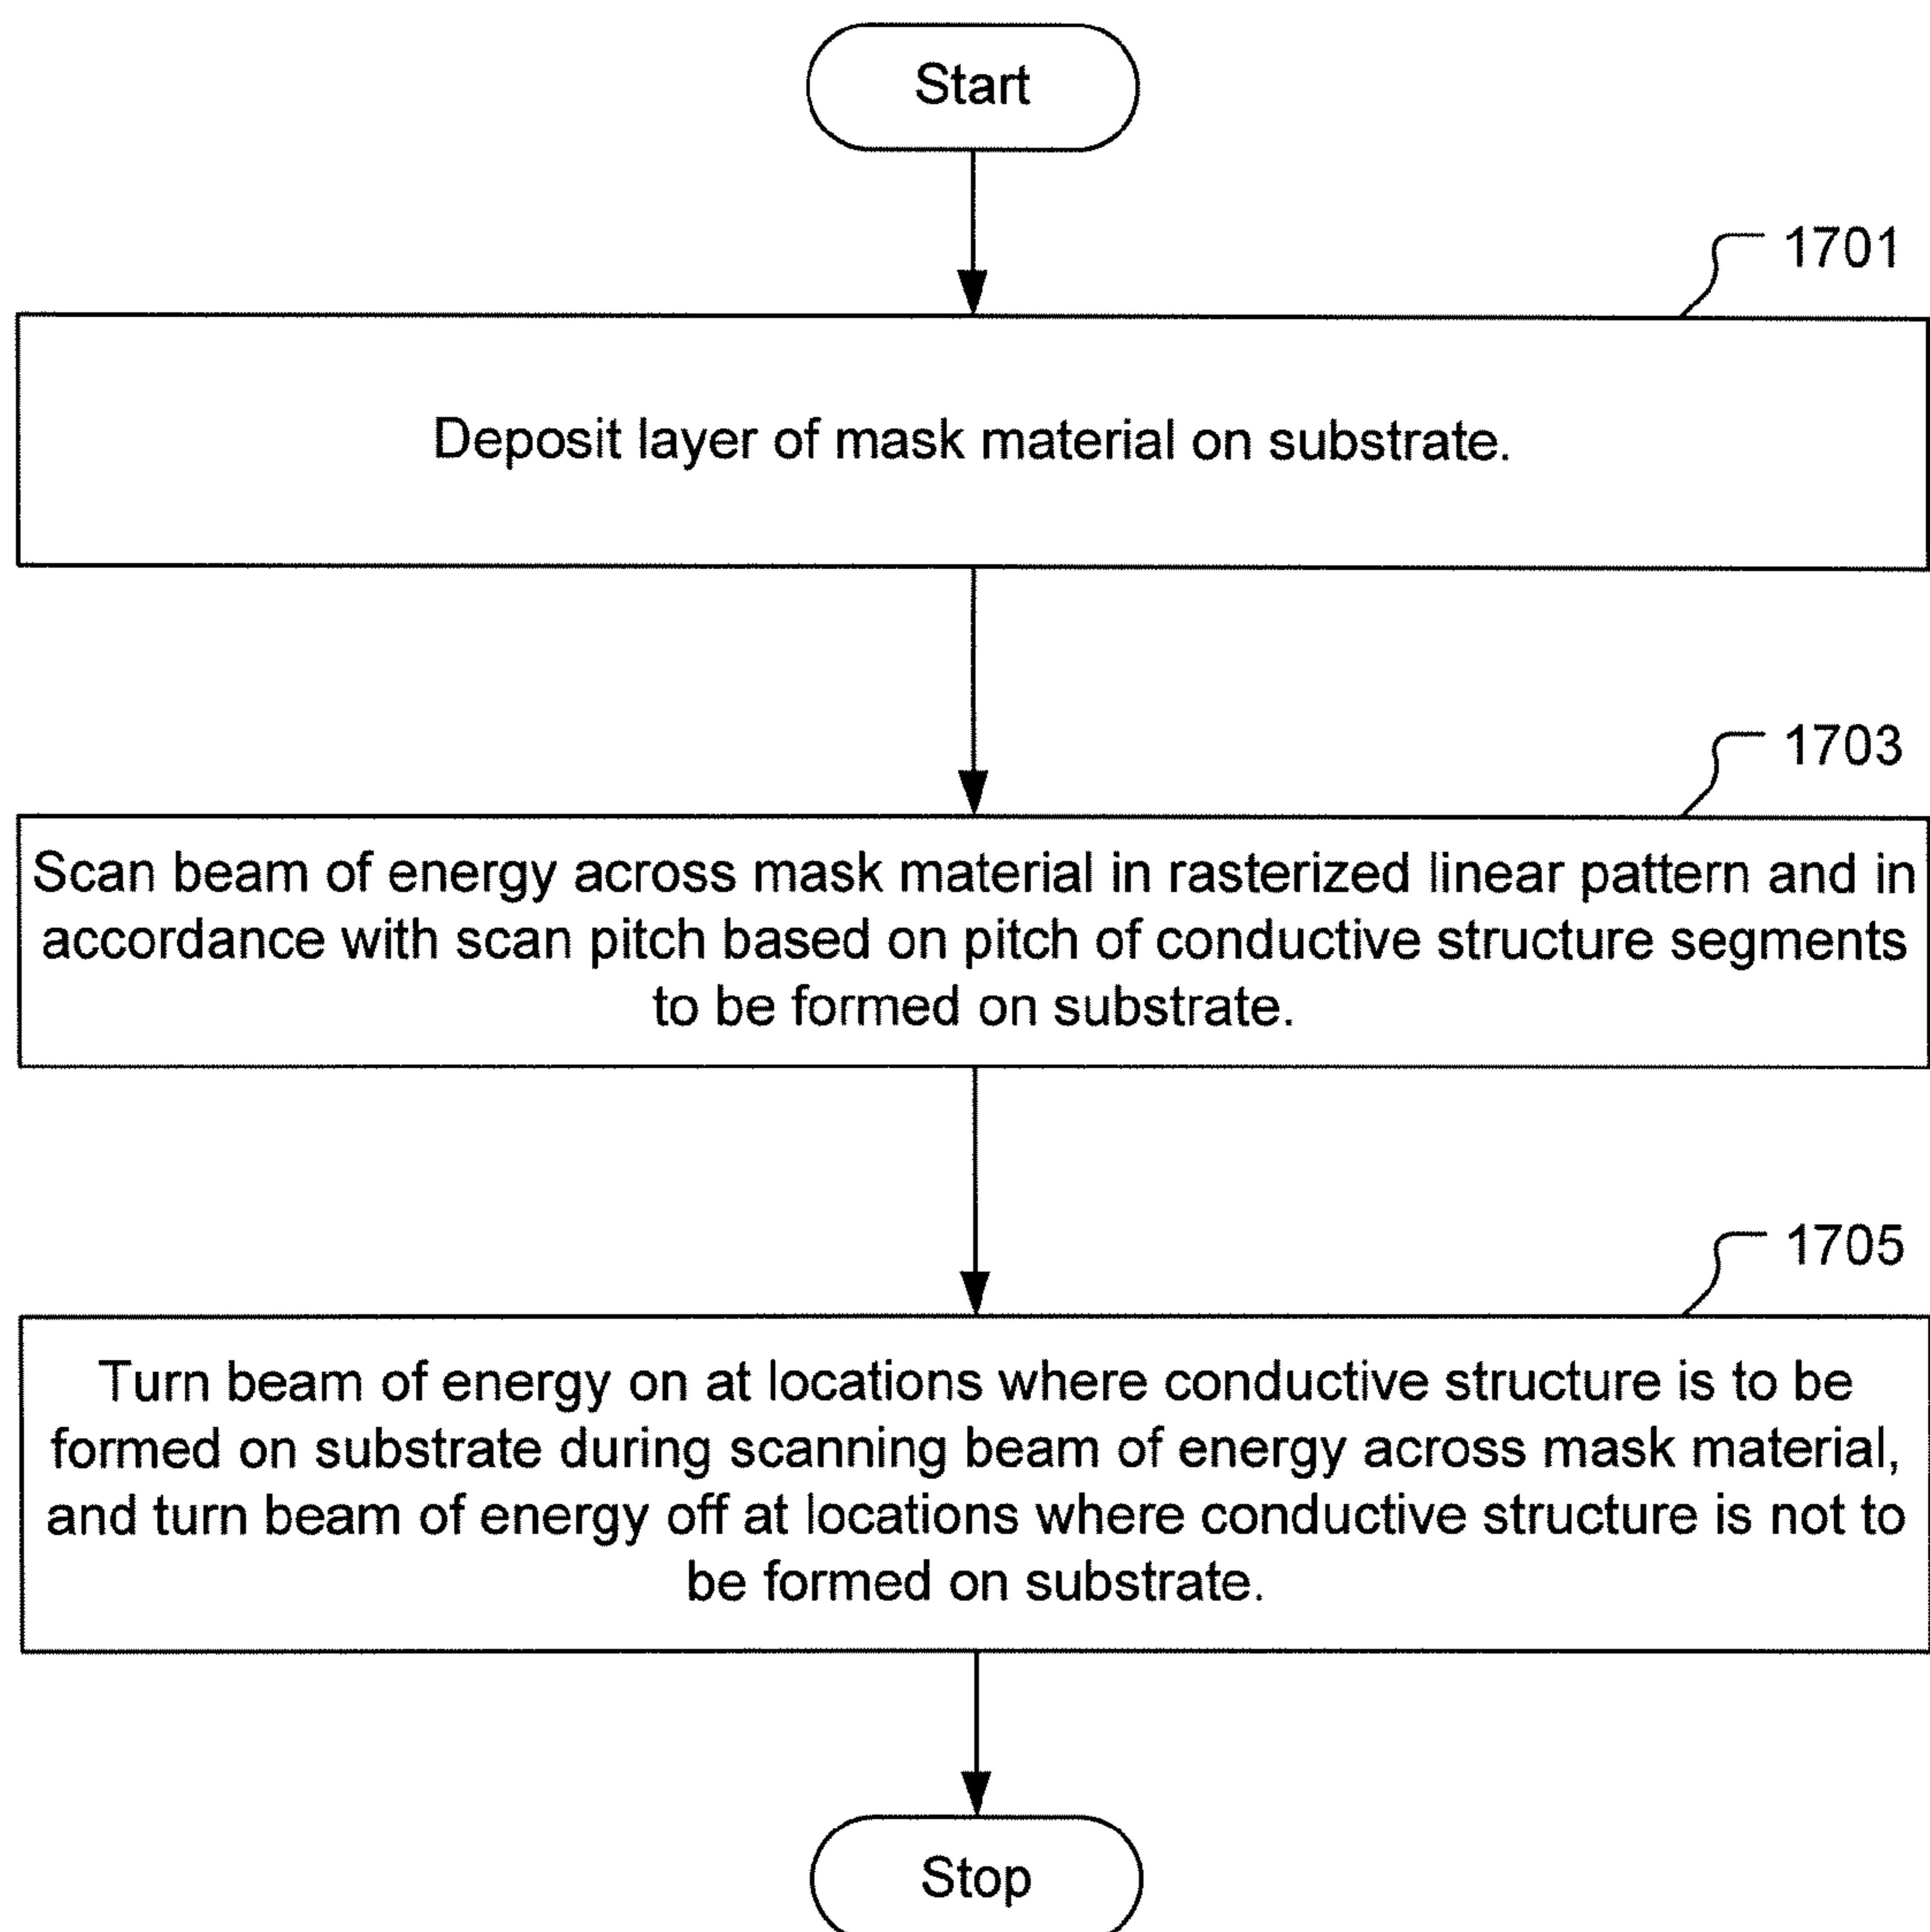 Start
1701
Deposit layer of mask material on substrate.
1703
Scan beam of energy across mask material in rasterized linear pattern and in
accordance with scan pitch based on pitch of conductive structure segments
to be formed on substrate.
1705
Turn beam of energy on at locations where conductive structure is to be
formed on substrate during scanning beam of energy across mask material,
and turn beam of energy off at locations where conductive structure is not to
be formed on substrate.
Stop